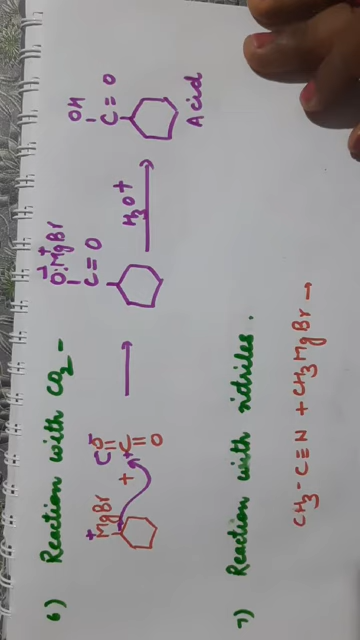 6) Reaction with CO2 -
+MgBr + O=C=O → O:MgBr C=O H3O+ → OH C=O
Acid
7) Reaction with nitriles.
CH3-C≡N + CH3MgBr →